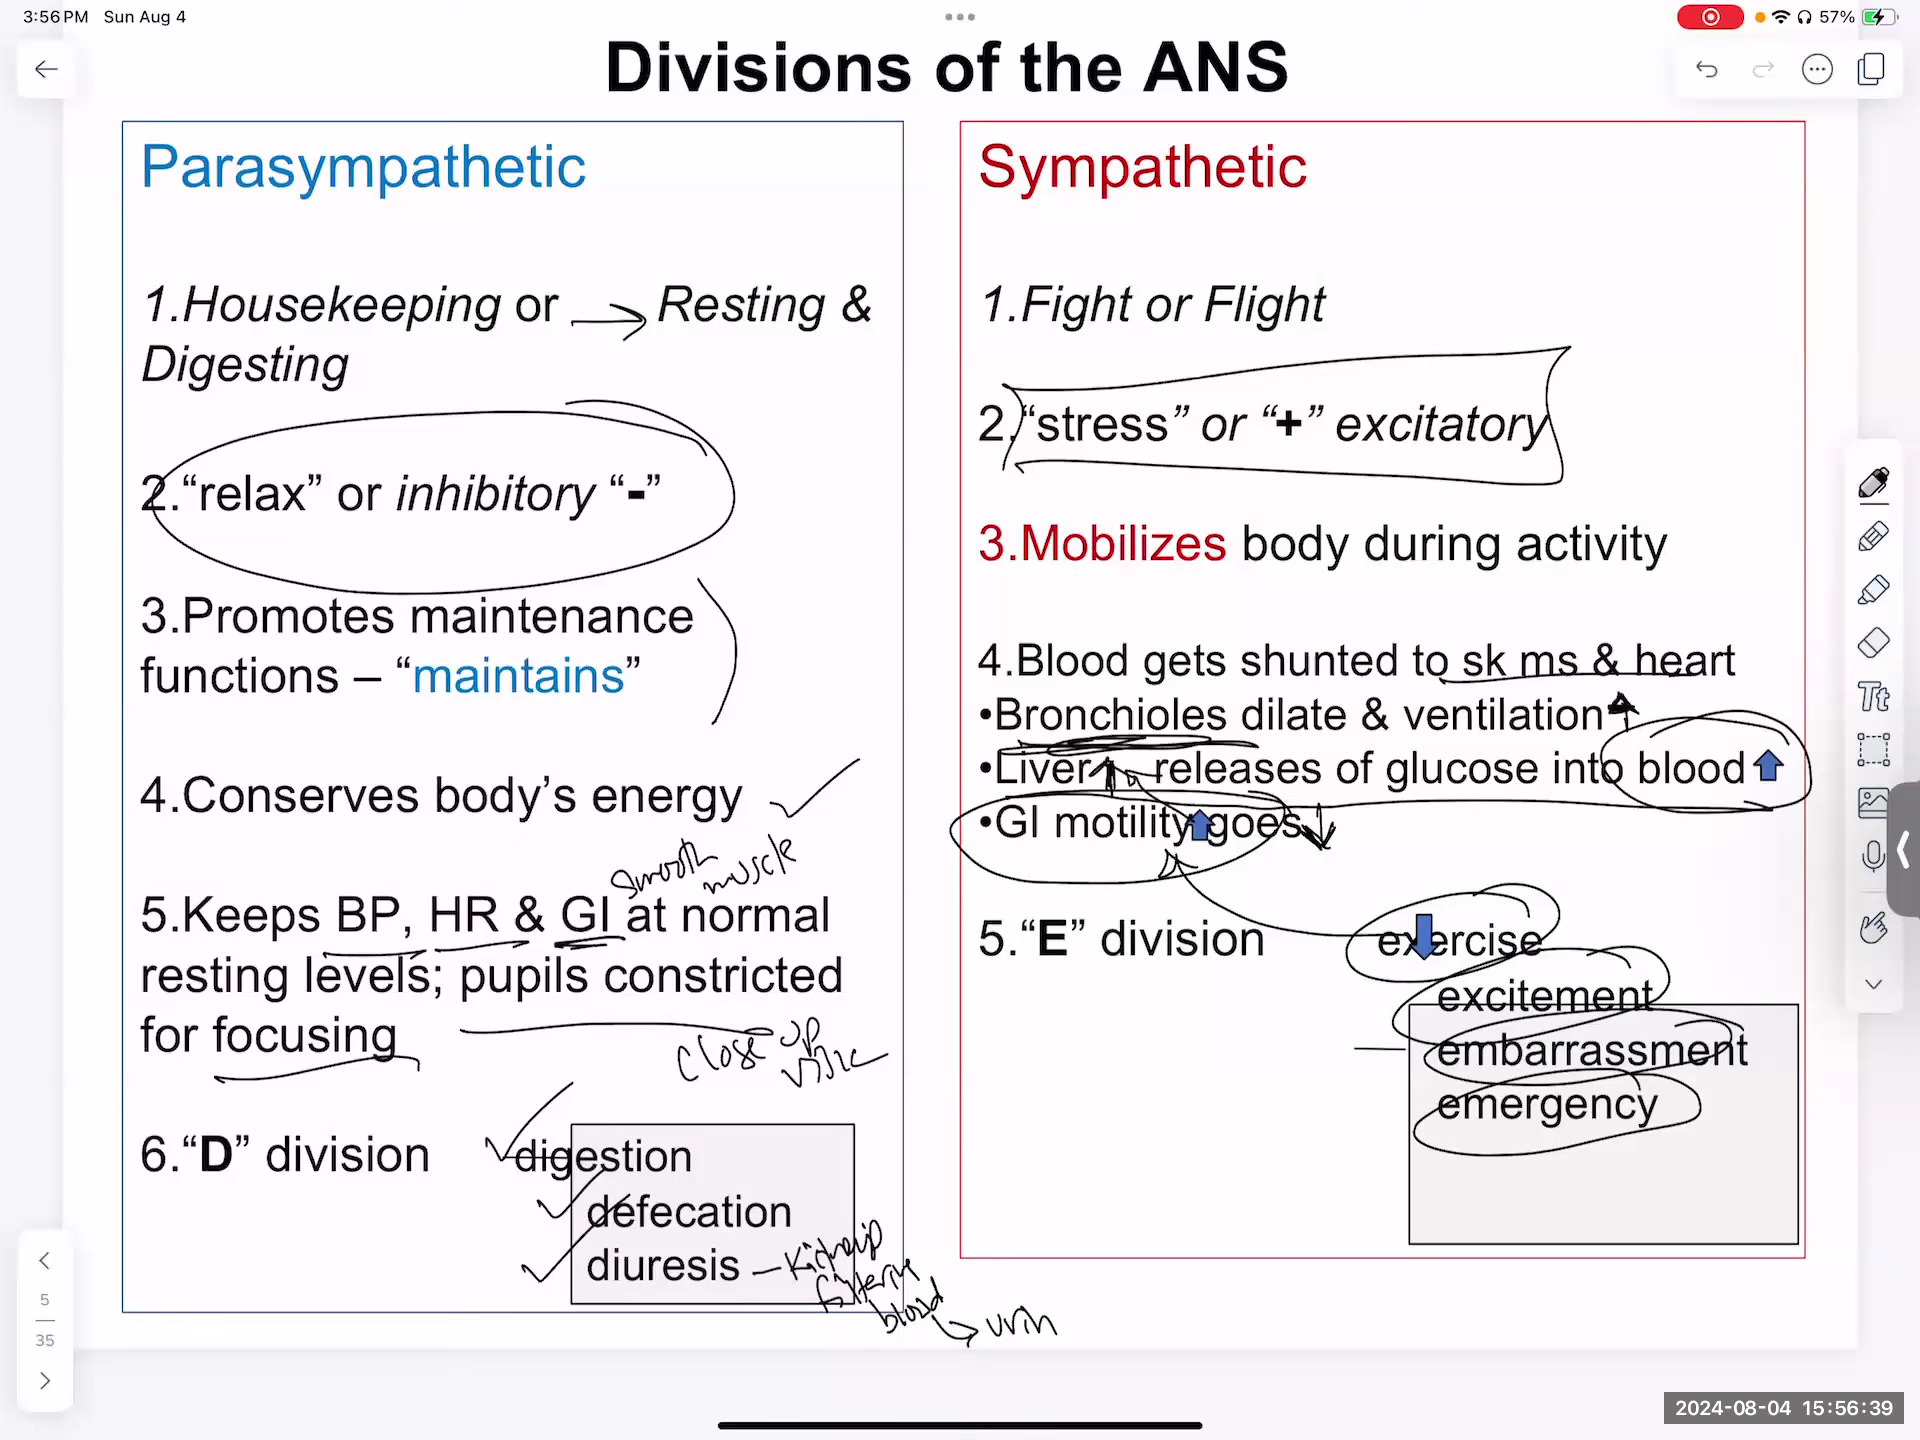 3:56 PM Sun Aug 4
57%
Divisions of the ANS
Parasympathetic
1.Housekeeping or Resting &
Digesting
2.“relax” or inhibitory “-”
3.Promotes maintenance
functions – “maintains”
4.Conserves body’s energy
smooth
muscle
5.Keeps BP, HR & GI at normal
resting levels; pupils constricted
for focusing
close up
6.“D” division digestion
defecation
diuresis
filtering
blood
Sympathetic
1.Fight or Flight
2.“stress” or “+” excitatory
3.Mobilizes body during activity
4.Blood gets shunted to sk ms & heart
•Bronchioles dilate & ventilation
•Liver releases of glucose into blood
•GI motility goes
5.“E” division exercise
excitement
embarrassment
emergency
Tt
5
35
2024-08-04 15:56:39